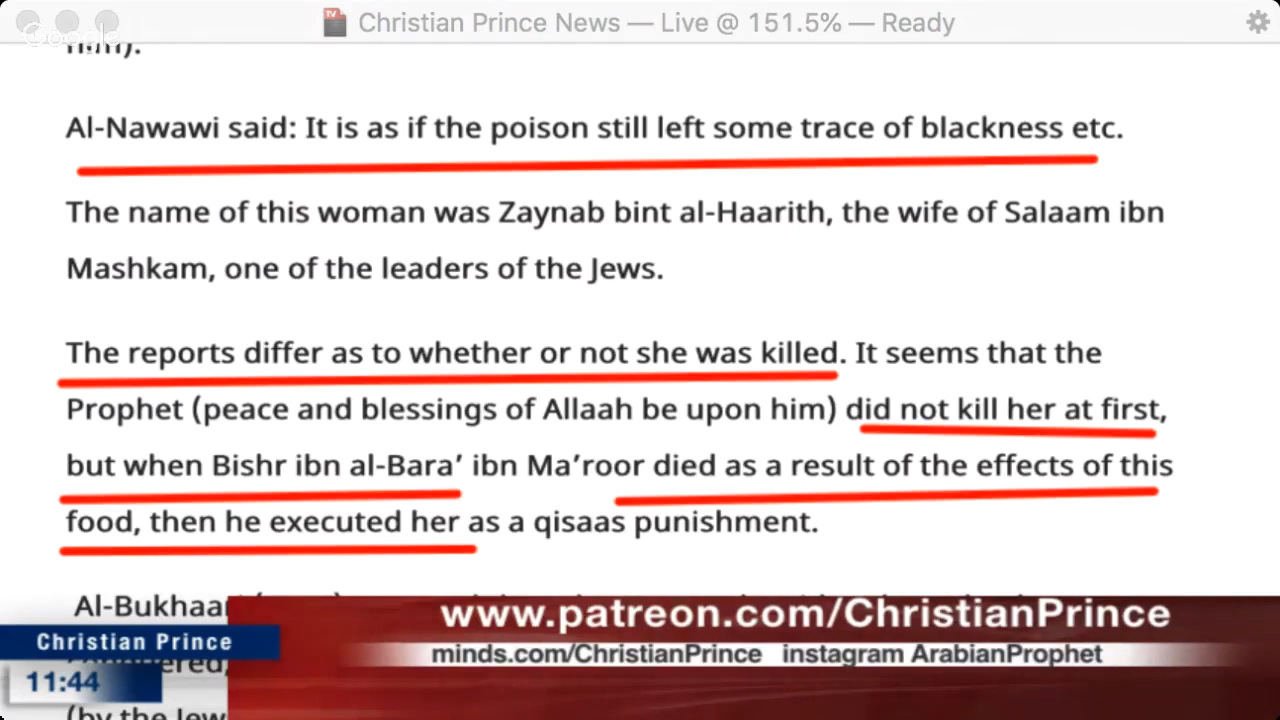 Christian Prince News — Live @ 151.5% — Ready
Google
him).
Al-Nawawi said: It is as if the poison still left some trace of blackness etc.
The name of this woman was Zaynab bint al-Haarith, the wife of Salaam ibn
Mashkam, one of the leaders of the Jews.
The reports differ as to whether or not she was killed. It seems that the
Prophet (peace and blessings of Allaah be upon him) did not kill her at first,
but when Bishr ibn al-Bara’ ibn Ma’roor died as a result of the effects of this
food, then he executed her as a qisaas punishment.
Al-Bukhaari
www.patreon.com/ChristianPrince
Christian Prince
minds.com/ChristianPrince instagram ArabianProphet
conquered,
11:44
(by the Jew